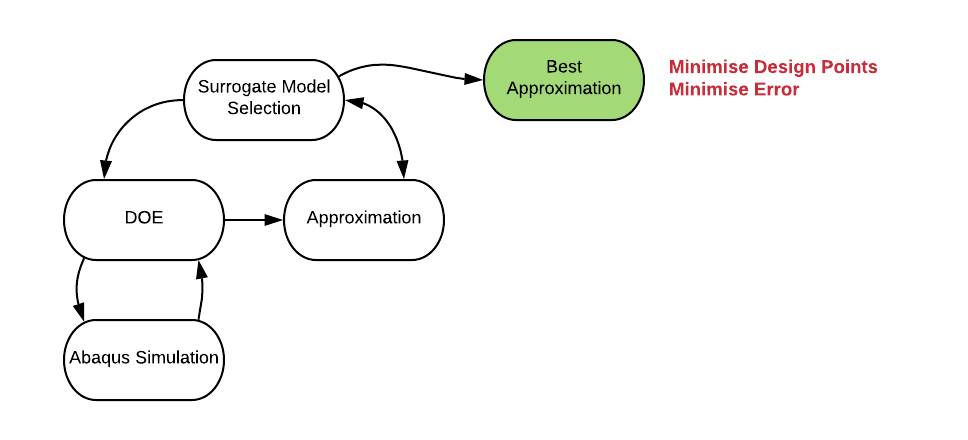 Surrogate Model
Selection
Best
Approximation
Minimise Design Points
Minimise Error
DOE
Approximation
Abaqus Simulation